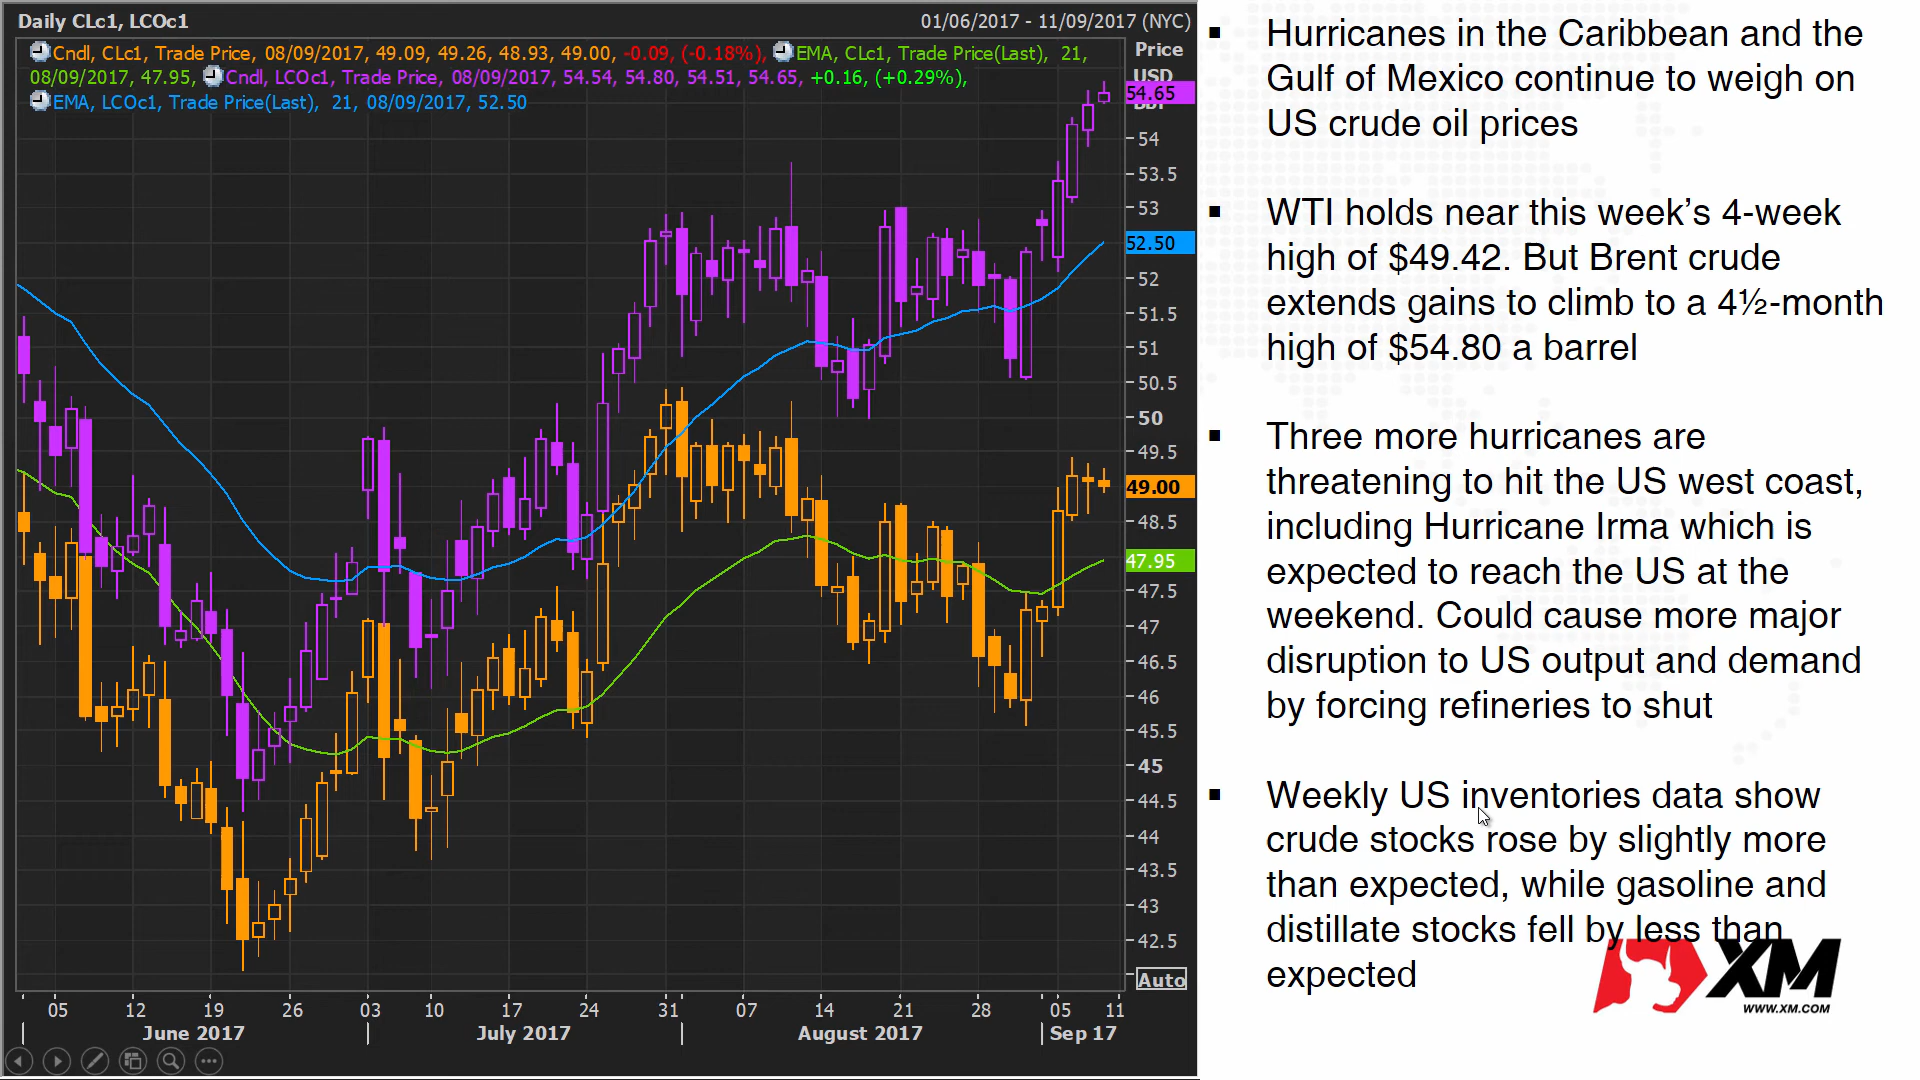 Daily CLc1, LCOc1
01/06/2017 - 11/09/2017 (NYC)
Cndl, CLc1, Trade Price, 08/09/2017, 49.09, 49.26, 48.93, 49.00, -0.09, (-0.18%), EMA, CLc1, Trade Price(Last), 21,
08/09/2017, 47.95, Cndl, LCOc1, Trade Price, 08/09/2017, 54.54, 54.80, 54.51, 54.65, +0.16, (+0.29%),
EMA, LCOc1, Trade Price(Last), 21, 08/09/2017, 52.50
Price
USD
54.65
54
53.5
53
52.50
52
51.5
51
50.5
50
49.5
49.00
48.5
47.95
47.5
47
46.5
46
45.5
45
44.5
44
43.5
43
42.5
Auto
05 12 19 26 03 10 17 24 31 07 14 21 28 05 11
June 2017 July 2017 August 2017 Sep 17
▪ Hurricanes in the Caribbean and the
Gulf of Mexico continue to weigh on
US crude oil prices
▪ WTI holds near this week’s 4-week
high of $49.42. But Brent crude
extends gains to climb to a 4½-month
high of $54.80 a barrel
▪ Three more hurricanes are
threatening to hit the US west coast,
including Hurricane Irma which is
expected to reach the US at the
weekend. Could cause more major
disruption to US output and demand
by forcing refineries to shut
▪ Weekly US inventories data show
crude stocks rose by slightly more
than expected, while gasoline and
distillate stocks fell by less than
expected
XM
WWW.XM.COM